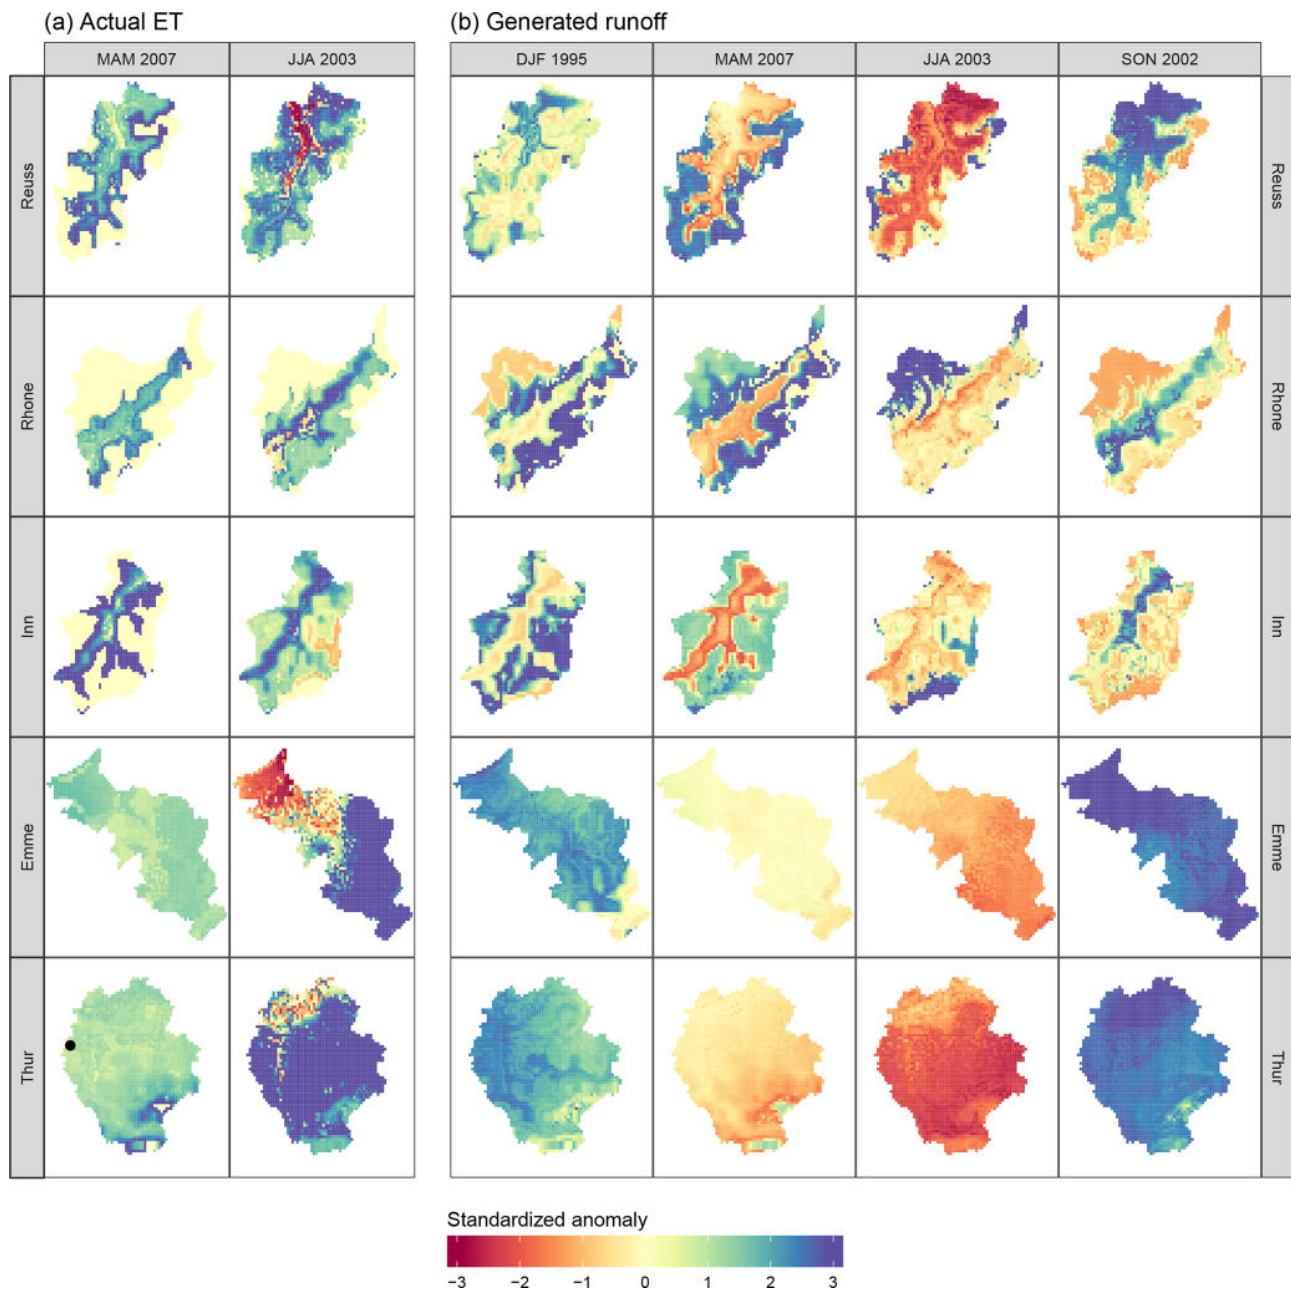 (a) Actual ET
(b) Generated runoff
MAM 2007
JJA 2003
DJF 1995
MAM 2007
JJA 2003
SON 2002
Reuss
Reuss
Rhone
Rhone
Inn
Inn
Emme
Emme
Thur
Thur
Standardized anomaly
−3 −2 −1 0 1 2 3